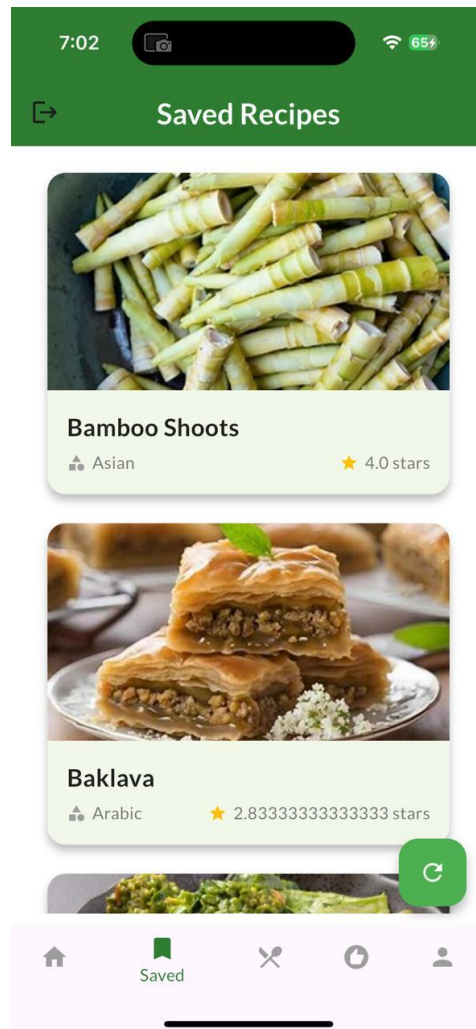 7:02
65
Saved Recipes
Bamboo Shoots
Asian
4.0 stars
Baklava
Arabic
2.83333333333333 stars
Saved